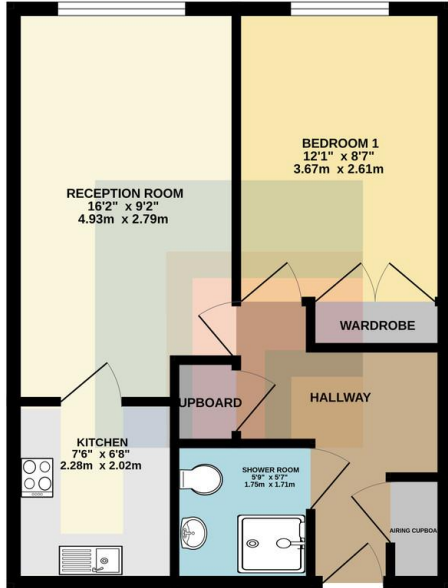 RECEPTION ROOM
16'2" x 9'2"
4.93m x 2.79m
BEDROOM 1
12'1" x 8'7"
3.67m x 2.61m
WARDROBE
UPBOARD
HALLWAY
KITCHEN
7'6" x 6'8"
2.28m x 2.02m
SHOWER ROOM
5'9" x 5'7"
1.75m x 1.71m
AIRING CUPBOA